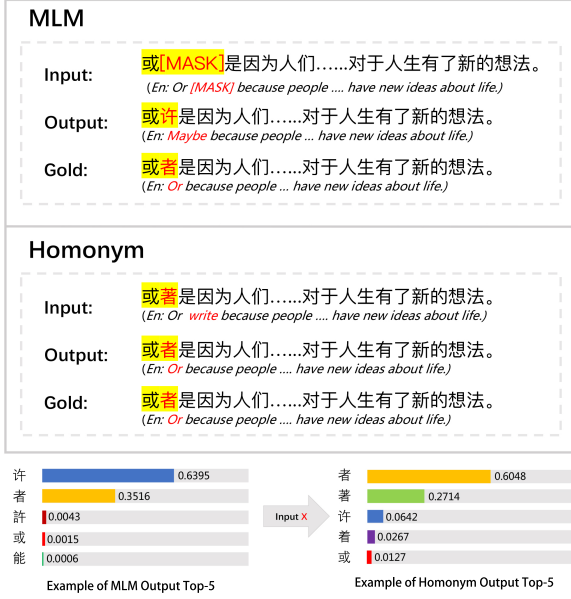 MLM
Input: 或[MASK]是因为人们…...对于人生有了新的想法。
(En: Or [MASK] because people .... have new ideas about life.)
Output: 或许是因为人们…...对于人生有了新的想法。
(En: Maybe because people .... have new ideas about life.)
Gold: 或者是因为人们…...对于人生有了新的想法。
(En: Or because people ... have new ideas about life.)
Homonym
Input: 或著是因为人们…...对于人生有了新的想法。
(En: Or write because people .... have new ideas about life.)
Output: 或者是因为人们…...对于人生有了新的想法。
(En: Or because people .... have new ideas about life.)
Gold: 或者是因为人们…...对于人生有了新的想法。
(En: Or because people .... have new ideas about life.)
许 0.6395
者 0.3516
許 0.0043
或 0.0015
能 0.0006
Example of MLM Output Top-5
Input X
者 0.6048
著 0.2714
许 0.0642
着 0.0267
或 0.0127
Example of Homonym Output Top-5